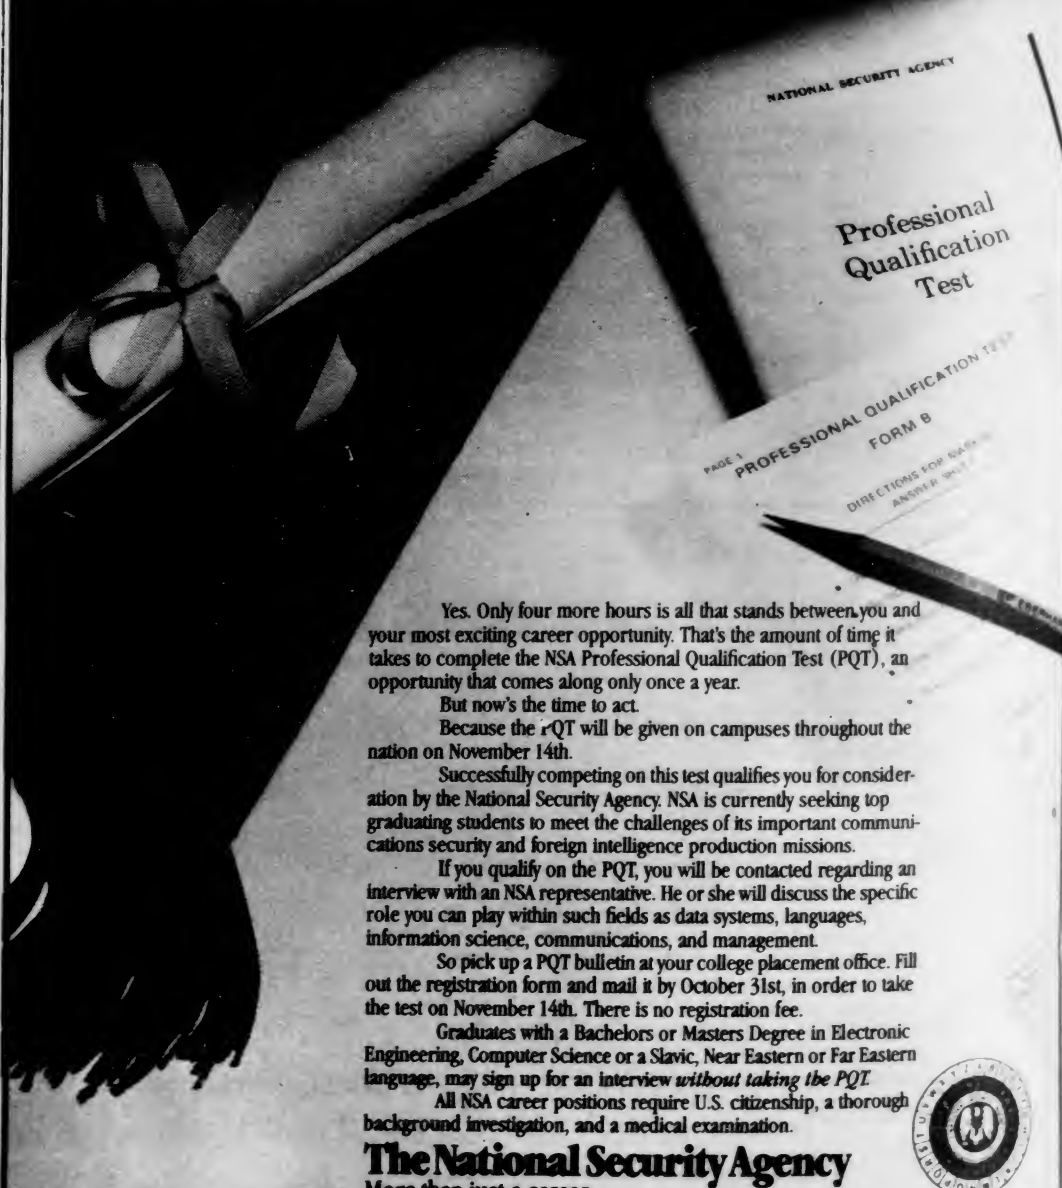 NATIONAL SECURITY AGENCY
Professional
Qualification
Test
PAGE 1
PROFESSIONAL QUALIFICATION TEST
FORM B
DIRECTIONS FOR
ANSWER
Yes. Only four more hours is all that stands between you and
your most exciting career opportunity. That's the amount of time it
takes to complete the NSA Professional Qualification Test (PQT), an
opportunity that comes along only once a year.
But now's the time to act.
Because the PQT will be given on campuses throughout the
nation on November 14th.
Successfully competing on this test qualifies you for consider-
ation by the National Security Agency. NSA is currently seeking top
graduating students to meet the challenges of its important communi-
cations security and foreign intelligence production missions.
If you qualify on the PQT, you will be contacted regarding an
interview with an NSA representative. He or she will discuss the specific
role you can play within such fields as data systems, languages,
information science, communications, and management.
So pick up a PQT bulletin at your college placement office. Fill
out the registration form and mail it by October 31st, in order to take
the test on November 14th. There is no registration fee.
Graduates with a Bachelors or Masters Degree in Electronic
Engineering, Computer Science or a Slavic, Near Eastern or Far Eastern
language, may sign up for an interview without taking the PQT.
All NSA career positions require U.S. citizenship, a thorough
background investigation, and a medical examination.
The National Security Agency
More than just a career